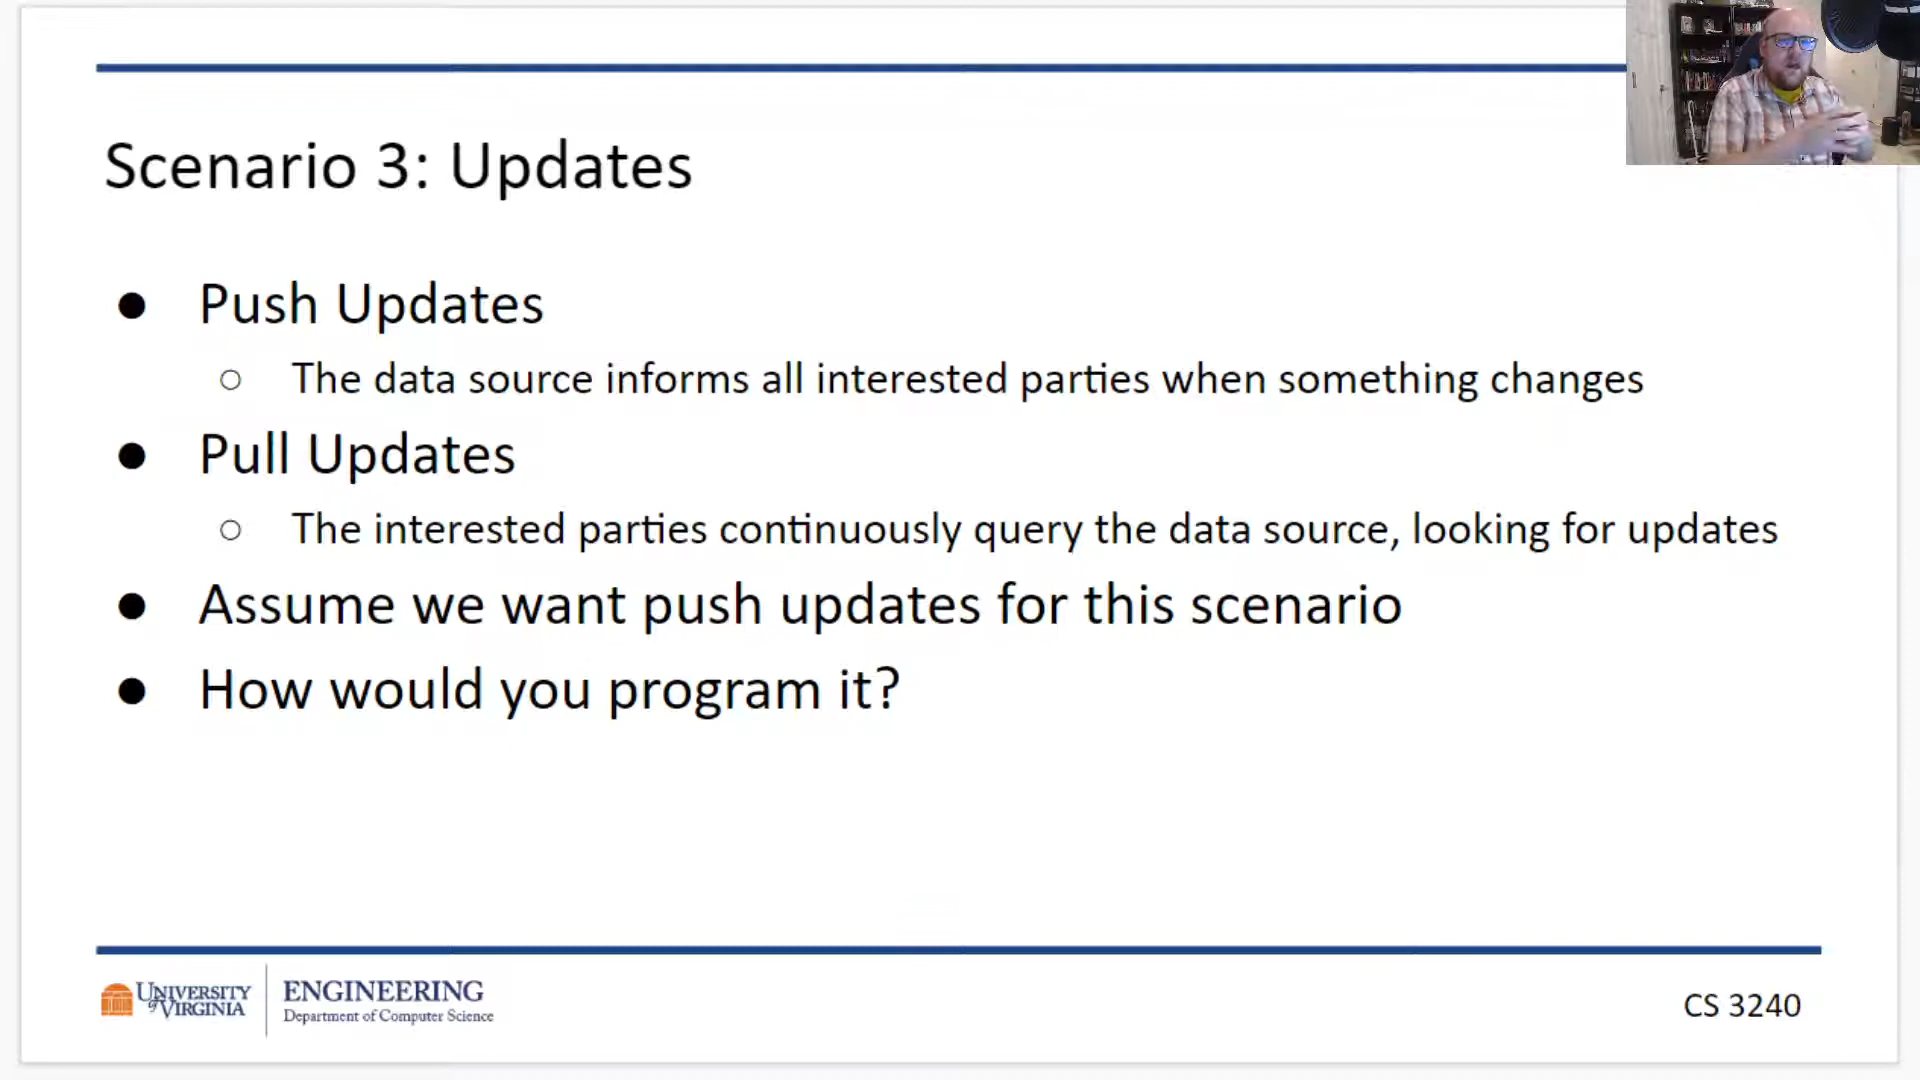 Scenario 3: Updates
● Push Updates
○ The data source informs all interested parties when something changes
● Pull Updates
○ The interested parties continuously query the data source, looking for updates
● Assume we want push updates for this scenario
● How would you program it?
UNIVERSITY
of VIRGINIA
ENGINEERING
Department of Computer Science
CS 3240